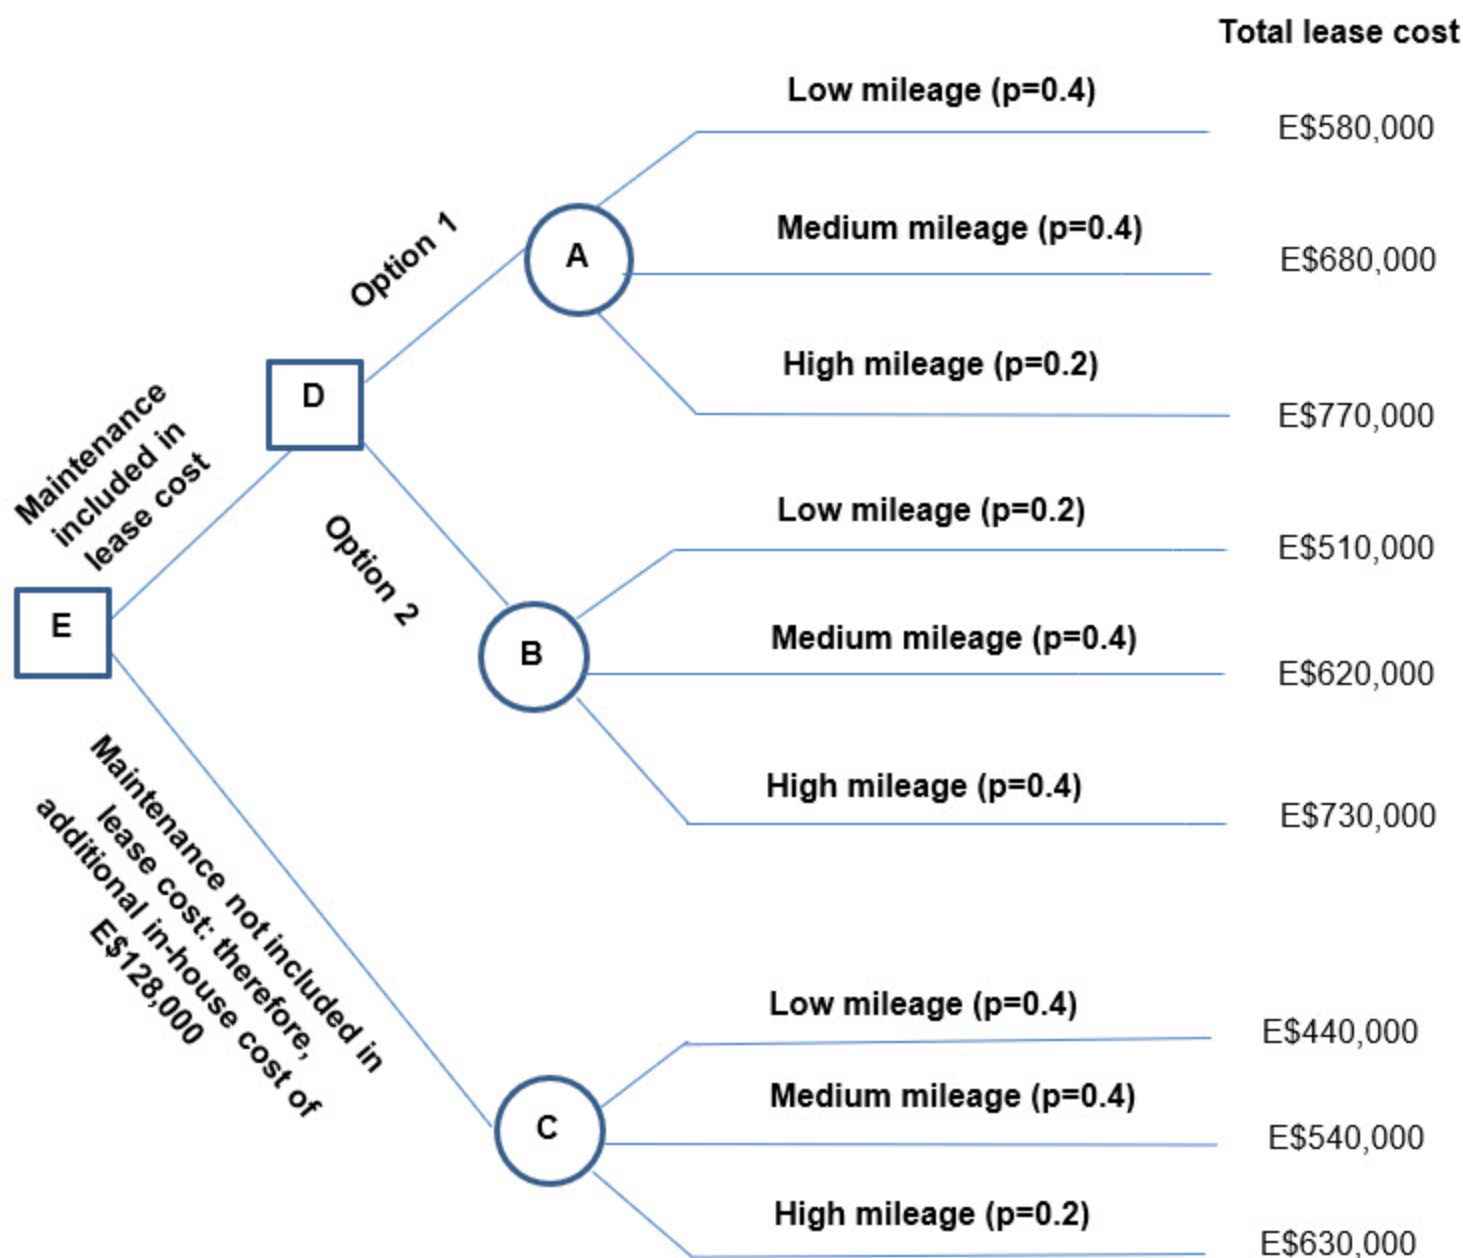 Total lease cost
Low mileage (p=0.4)
E$580,000
Option 1
Medium mileage (p=0.4)
A
E$680,000
High mileage (p=0.2)
D
E$770,000
Maintenance
included in
lease cost
Low mileage (p=0.2)
E$510,000
Option 2
E
Medium mileage (p=0.4)
B
E$620,000
High mileage (p=0.4)
E$730,000
Maintenance not included in
lease cost: therefore,
additional in-house cost of
E$128,000
Low mileage (p=0.4)
E$440,000
Medium mileage (p=0.4)
C
E$540,000
High mileage (p=0.2)
E$630,000